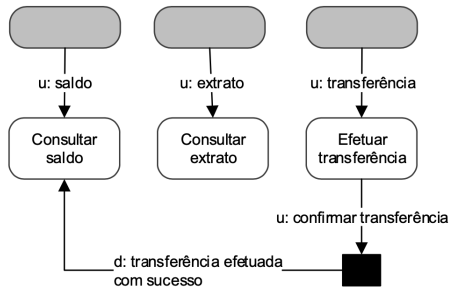 u: saldo
u: extrato
u: transferência
Consultar
saldo
Consultar
extrato
Efetuar
transferência
u: confirmar transferência
d: transferência efetuada
com sucesso